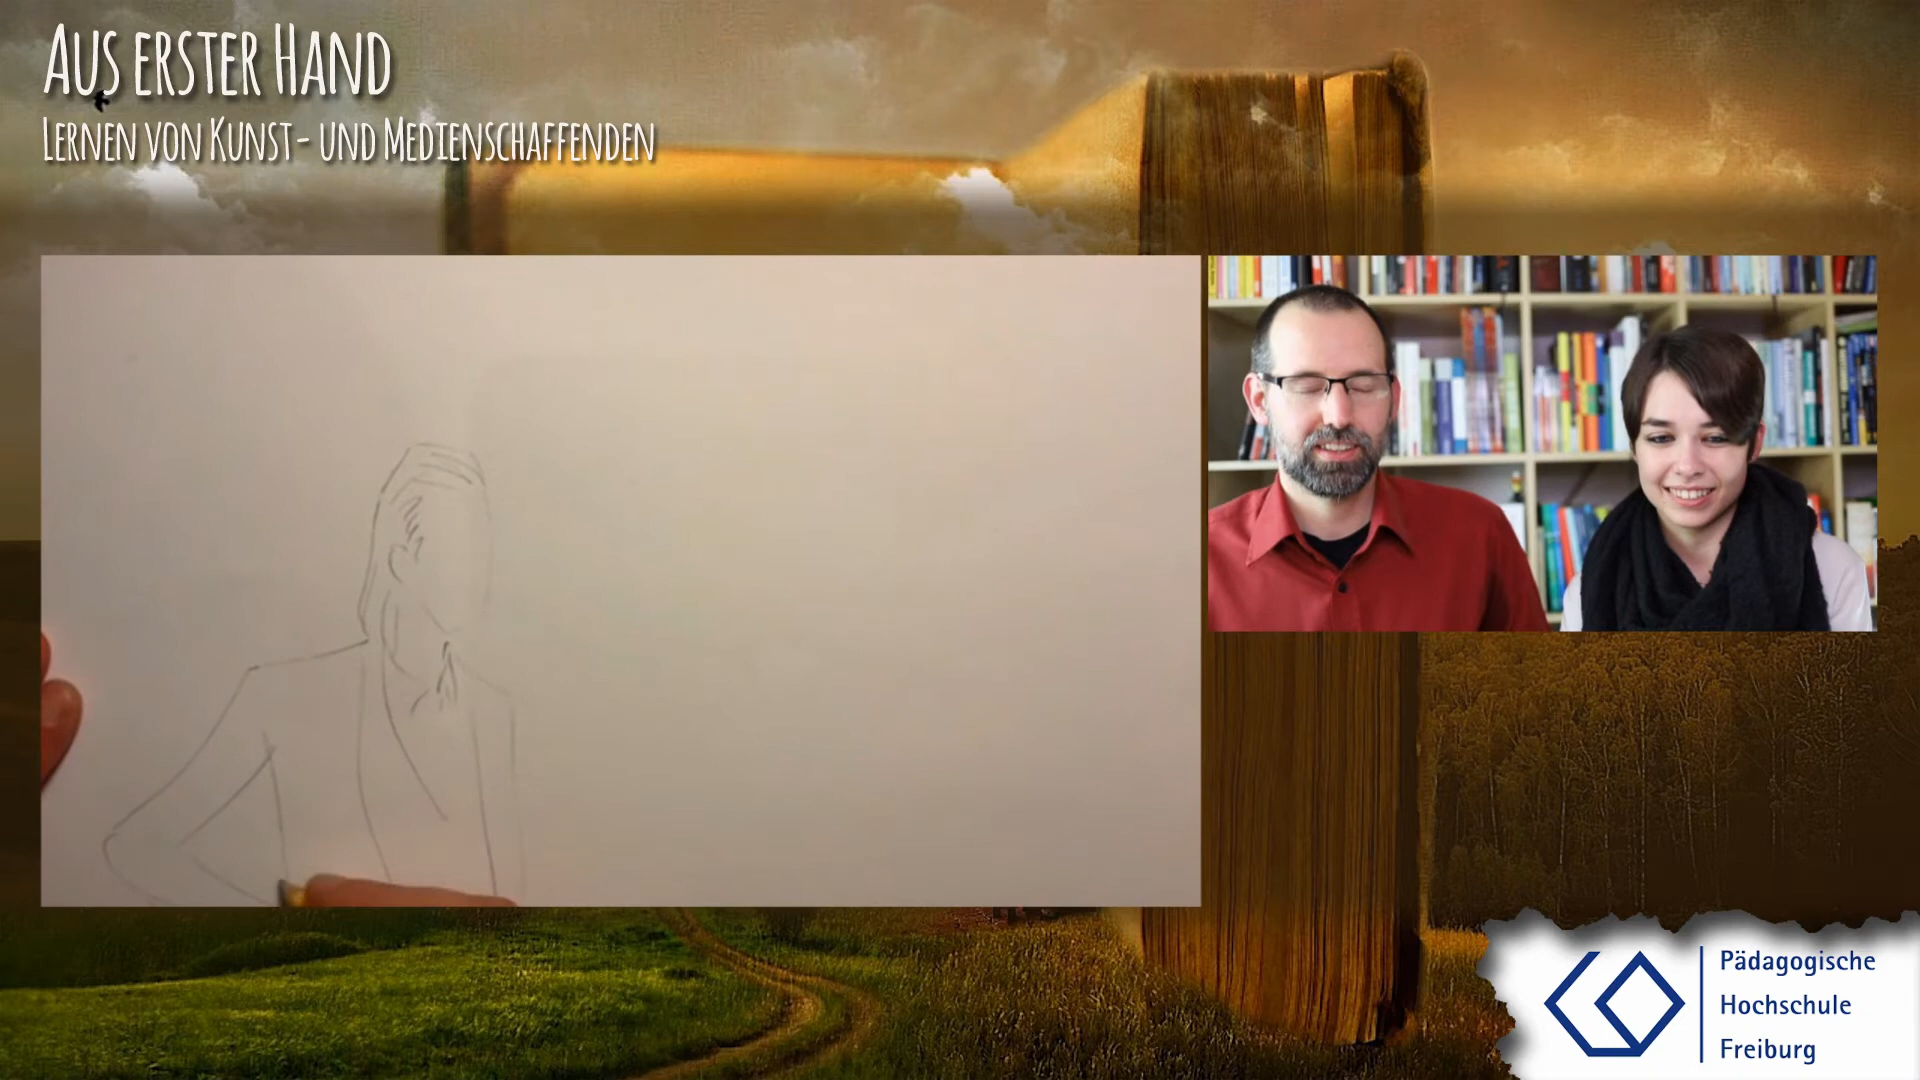 Aus erster Hand
Lernen von Kunst- und Medienschaffenden
Pädagogische
Hochschule
Freiburg